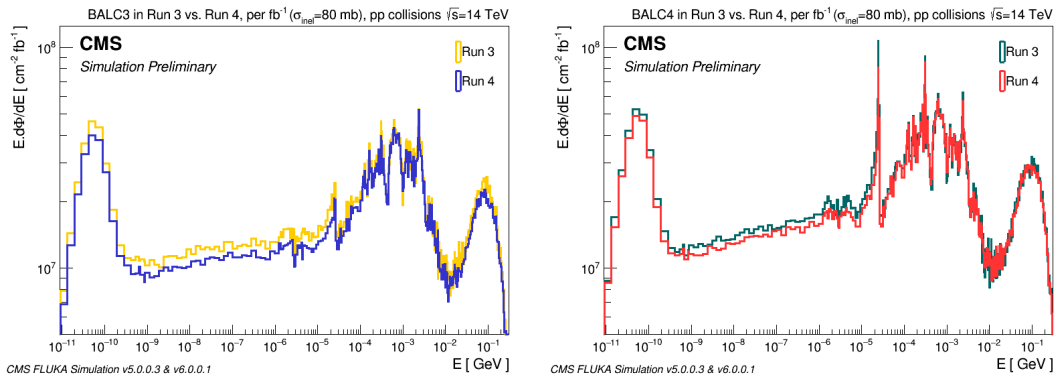 BALC3 in Run 3 vs. Run 4, per fb⁻¹(σ_inel=80 mb), pp collisions √s=14 TeV
CMS
Simulation Preliminary
Run 3
Run 4
E.dΦ/dE [ cm⁻² fb⁻¹ ]
10⁸
10⁷
10⁻¹¹ 10⁻¹⁰ 10⁻⁹ 10⁻⁸ 10⁻⁷ 10⁻⁶ 10⁻⁵ 10⁻⁴ 10⁻³ 10⁻² 10⁻¹
E [ GeV ]
CMS FLUKA Simulation v5.0.0.3 & v6.0.0.1
BALC4 in Run 3 vs. Run 4, per fb⁻¹(σ_inel=80 mb), pp collisions √s=14 TeV
CMS
Simulation Preliminary
Run 3
Run 4
E.dΦ/dE [ cm⁻² fb⁻¹ ]
10⁸
10⁷
10⁻¹¹ 10⁻¹⁰ 10⁻⁹ 10⁻⁸ 10⁻⁷ 10⁻⁶ 10⁻⁵ 10⁻⁴ 10⁻³ 10⁻² 10⁻¹
E [ GeV ]
CMS FLUKA Simulation v5.0.0.3 & v6.0.0.1